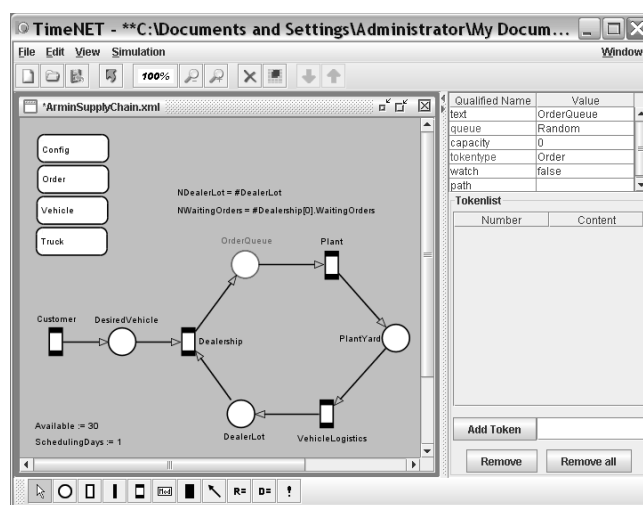 TimeNET - **C:\Documents and Settings\Administrator\My Docum...
File Edit View Simulation Window
100%
*ArminSupplyChain.xml
Config
Order
Vehicle
Truck
NDealerLot = #DealerLot
NWaitingOrders = #Dealership[0].WaitingOrders
OrderQueue
Plant
Customer
DesiredVehicle
Dealership
PlantYard
DealerLot
VehicleLogistics
Available := 30
SchedulingDays := 1
Qualified Name Value
text OrderQueue
queue Random
capacity 0
tokentype Order
watch false
path
Tokenlist
Number Content
Add Token
Remove Remove all
R= D= !